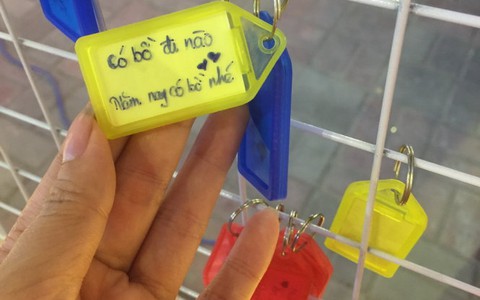 Có bồ đi nào
Năm nay có bồ nhé